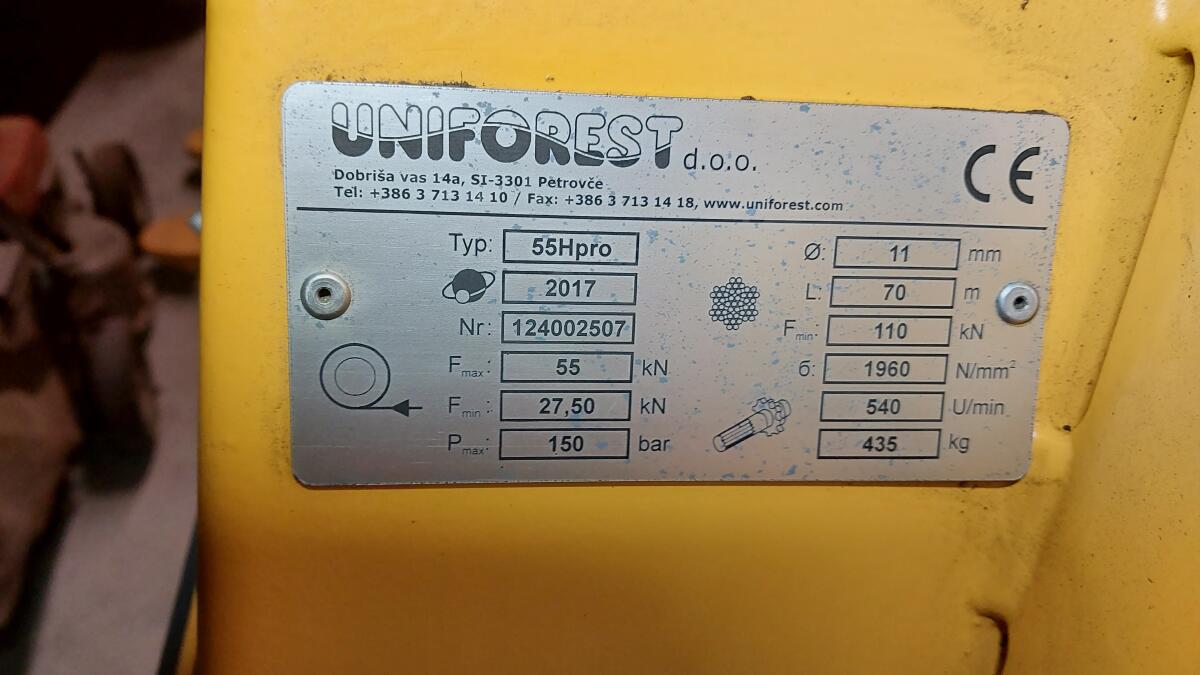 UNIFOREST d.o.o.
CE
Dobriša vas 14a, SI-3301 Petrovče
Tel: +386 3 713 14 10 / Fax: +386 3 713 14 18, www.uniforest.com
Typ: 55Hpro
2017
Nr: 124002507
Fmax: 55 kN
Fmin: 27,50 kN
Pmax: 150 bar
Ø: 11 mm
L: 70 m
Fmin: 110 kN
б: 1960 N/mm²
540 U/min
435 kg